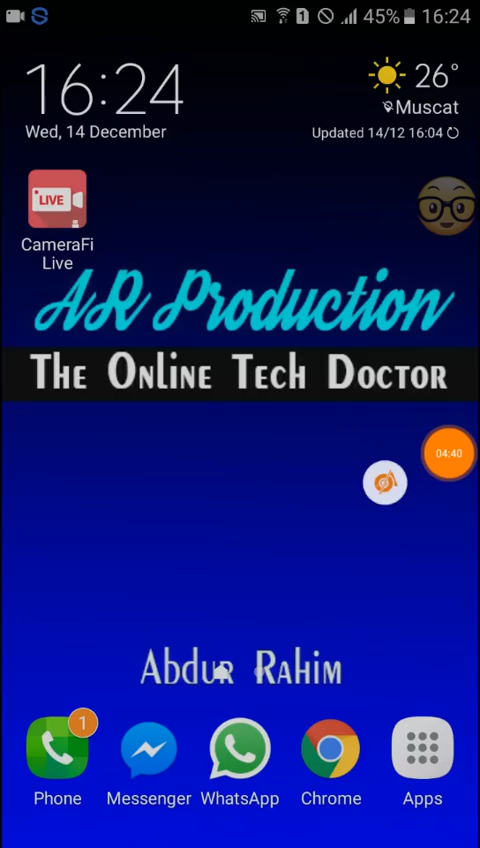 45% 16:24
16:24
Wed, 14 December
26°
Muscat
Updated 14/12 16:04
LIVE
CameraFi
Live
AR Production
The Online Tech Doctor
04:40
Abdur Rahim
1
Phone Messenger WhatsApp Chrome Apps